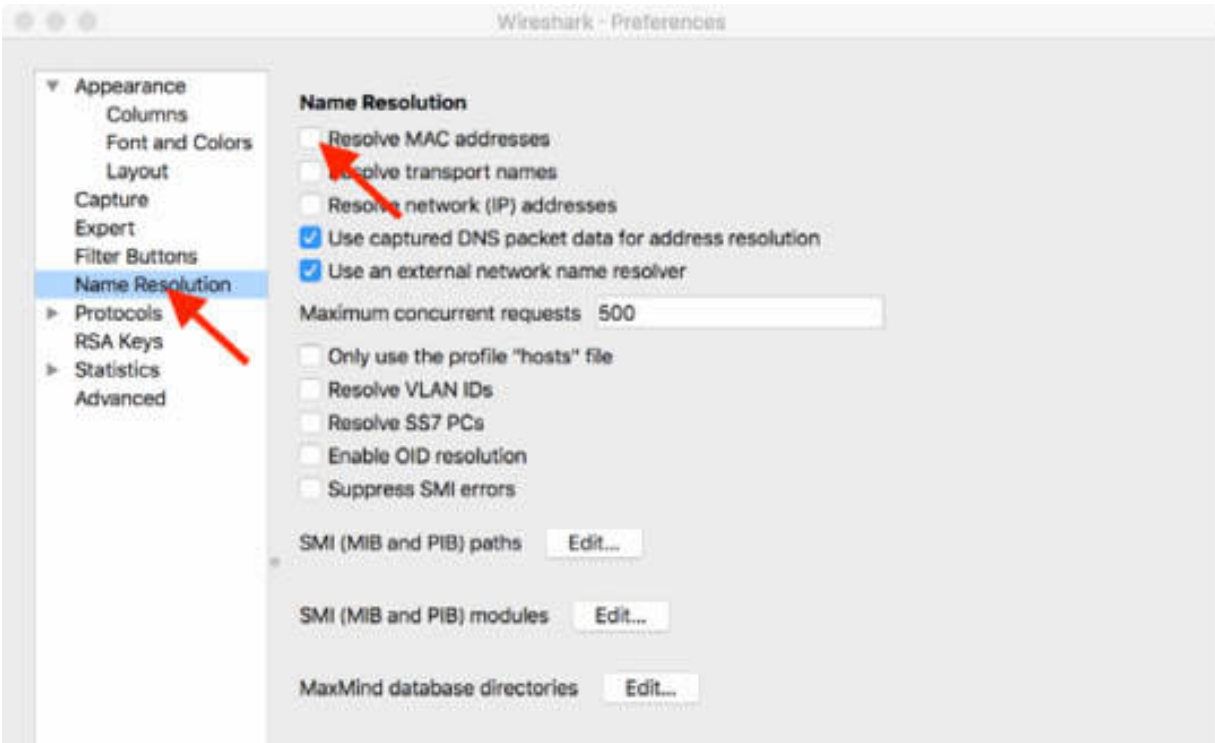 Wireshark - Preferences
Appearance
Columns
Font and Colors
Layout
Capture
Expert
Filter Buttons
Name Resolution
Protocols
RSA Keys
Statistics
Advanced
Name Resolution
Resolve MAC addresses
Resolve transport names
Resolve network (IP) addresses
Use captured DNS packet data for address resolution
Use an external network name resolver
Maximum concurrent requests 500
Only use the profile "hosts" file
Resolve VLAN IDs
Resolve SS7 PCs
Enable OID resolution
Suppress SMI errors
SMI (MIB and PIB) paths Edit...
SMI (MIB and PIB) modules Edit...
MaxMind database directories Edit...